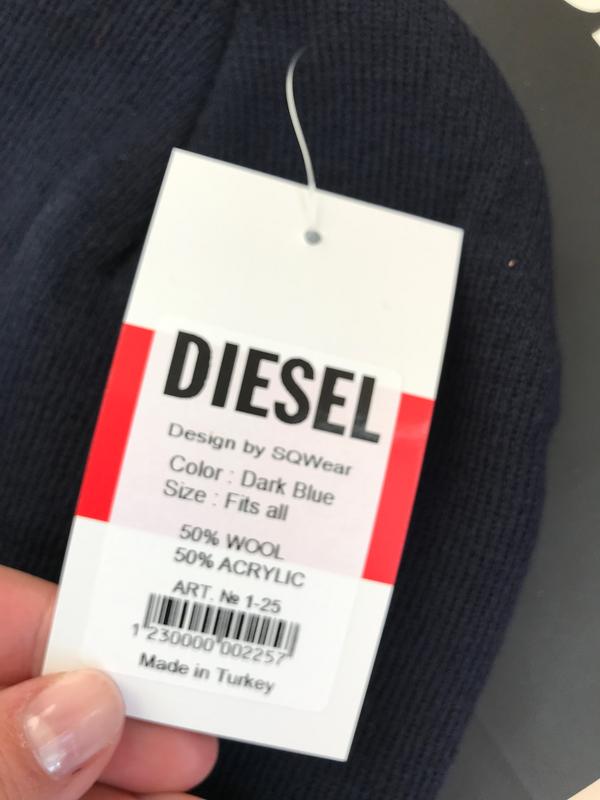 DIESEL
Design by SQWear
Color : Dark Blue
Size : Fits all
50% WOOL
50% ACRYLIC
ART. № 1-25
1 230000 002257
Made in Turkey